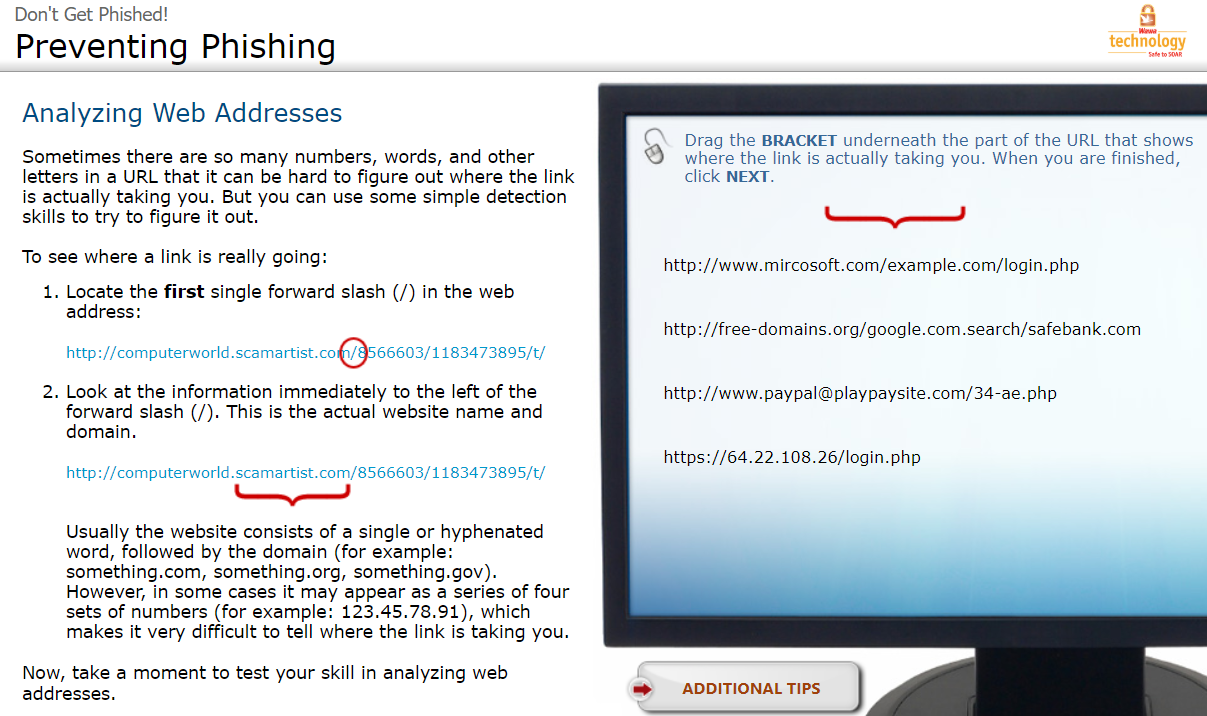 Don't Get Phished!
Preventing Phishing
Wawa
technology
Safe to SOAR
Analyzing Web Addresses
Sometimes there are so many numbers, words, and other
letters in a URL that it can be hard to figure out where the link
is actually taking you. But you can use some simple detection
skills to try to figure it out.
To see where a link is really going:
1. Locate the first single forward slash (/) in the web
address:
http://computerworld.scamartist.com/8566603/1183473895/t/
2. Look at the information immediately to the left of the
forward slash (/). This is the actual website name and
domain.
http://computerworld.scamartist.com/8566603/1183473895/t/
Usually the website consists of a single or hyphenated
word, followed by the domain (for example:
something.com, something.org, something.gov).
However, in some cases it may appear as a series of four
sets of numbers (for example: 123.45.78.91), which
makes it very difficult to tell where the link is taking you.
Now, take a moment to test your skill in analyzing web
addresses.
Drag the BRACKET underneath the part of the URL that shows
where the link is actually taking you. When you are finished,
click NEXT.
http://www.mircosoft.com/example.com/login.php
http://free-domains.org/google.com.search/safebank.com
http://www.paypal@playpaysite.com/34-ae.php
https://64.22.108.26/login.php
ADDITIONAL TIPS